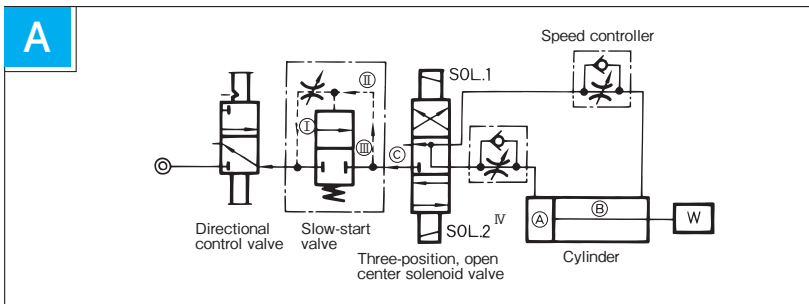 A
Speed controller
SOL.1
Ⅱ
Ⅰ
Ⅲ
C
Ⅳ
SOL.2
A
B
W
Directional
control valve
Slow-start
valve
Three-position, open
center solenoid valve
Cylinder